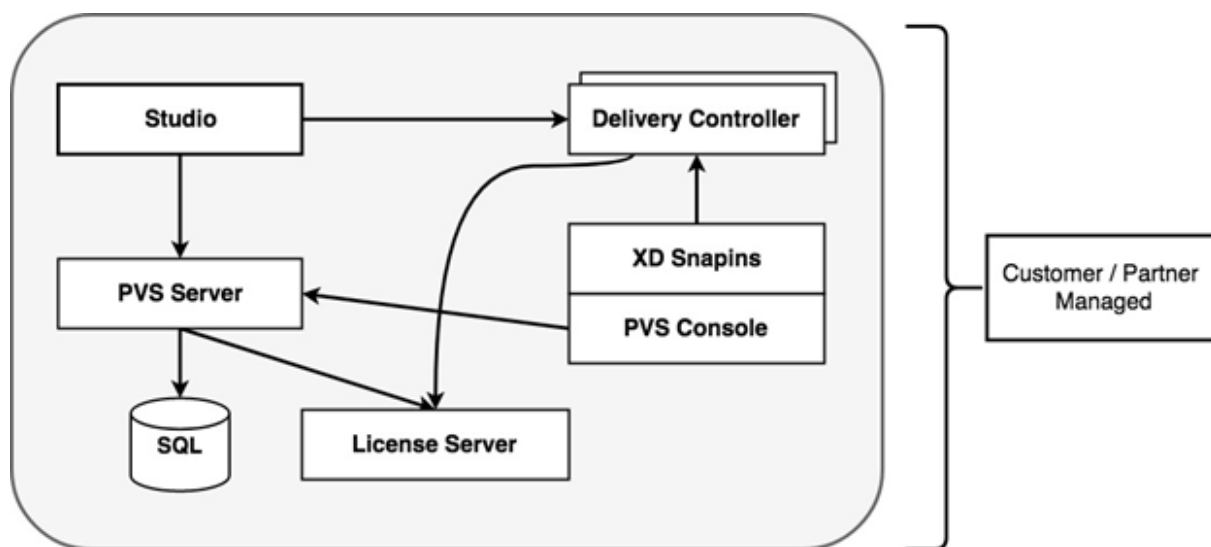 Studio
Delivery Controller
XD Snapins
PVS Server
PVS Console
SQL
License Server
Customer / Partner
Managed